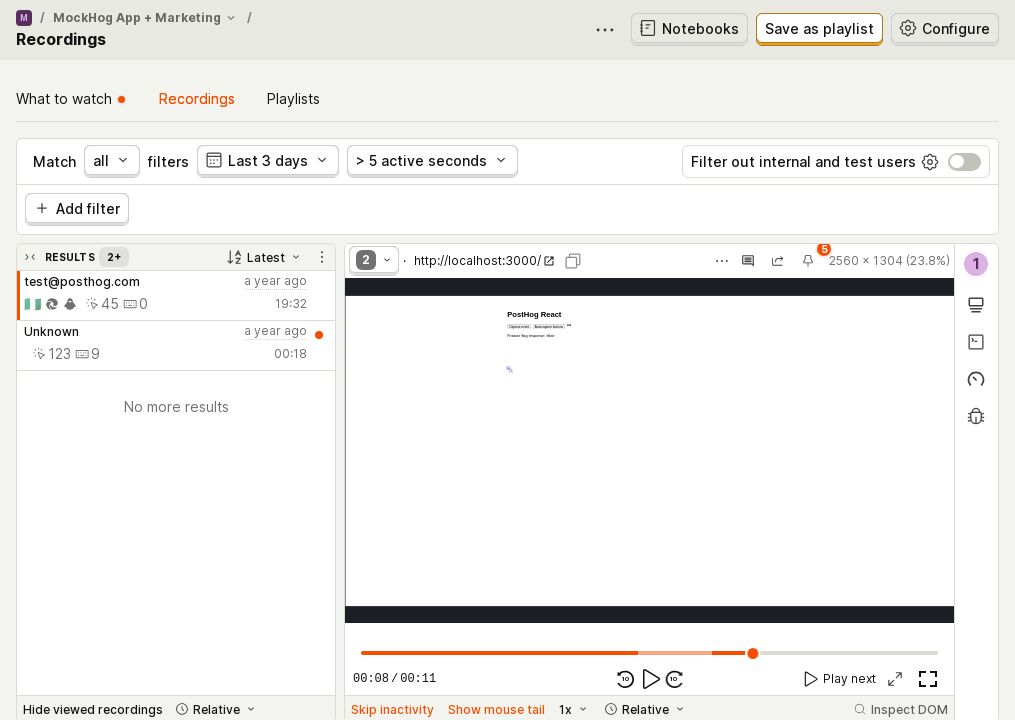 M / MockHog App + Marketing /
Recordings
Notebooks
Save as playlist
Configure
What to watch
Recordings
Playlists
Match all filters Last 3 days > 5 active seconds
Filter out internal and test users
Add filter
RESULTS 2+ Latest
test@posthog.com a year ago
45 0 19:32
Unknown a year ago
123 9 00:18
No more results
Hide viewed recordings Relative
2 · http://localhost:3000/ 5 2560 × 1304 (23.8%)
1
PostHog React
Feature flag response: false
00:08 / 00:11 10 10 Play next
Skip inactivity Show mouse tail 1x Relative Inspect DOM